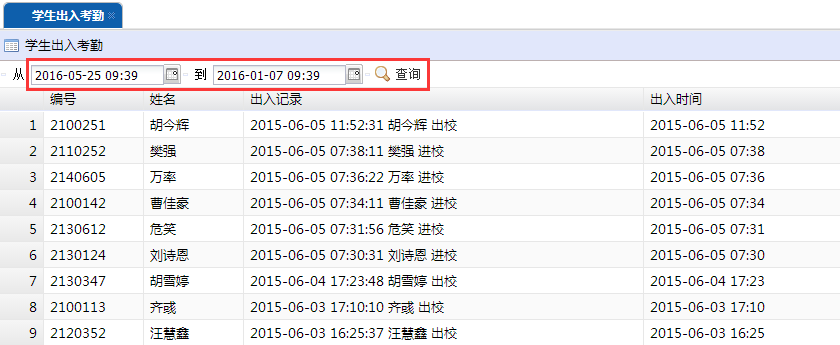 学生出入考勤
学生出入考勤
从 2016-05-25 09:39 到 2016-01-07 09:39 查询
编号 姓名 出入记录 出入时间
1 2100251 胡今辉 2015-06-05 11:52:31 胡今辉 出校 2015-06-05 11:52
2 2110252 樊强 2015-06-05 07:38:11 樊强 进校 2015-06-05 07:38
3 2140605 万率 2015-06-05 07:36:22 万率 进校 2015-06-05 07:36
4 2100142 曹佳豪 2015-06-05 07:34:11 曹佳豪 进校 2015-06-05 07:34
5 2130612 危笑 2015-06-05 07:31:56 危笑 进校 2015-06-05 07:31
6 2130124 刘诗恩 2015-06-05 07:30:31 刘诗恩 进校 2015-06-05 07:30
7 2130347 胡雪婷 2015-06-04 17:23:48 胡雪婷 出校 2015-06-04 17:23
8 2100113 齐彧 2015-06-03 17:10:10 齐彧 出校 2015-06-03 17:10
9 2120352 汪慧鑫 2015-06-03 16:25:37 汪慧鑫 出校 2015-06-03 16:25